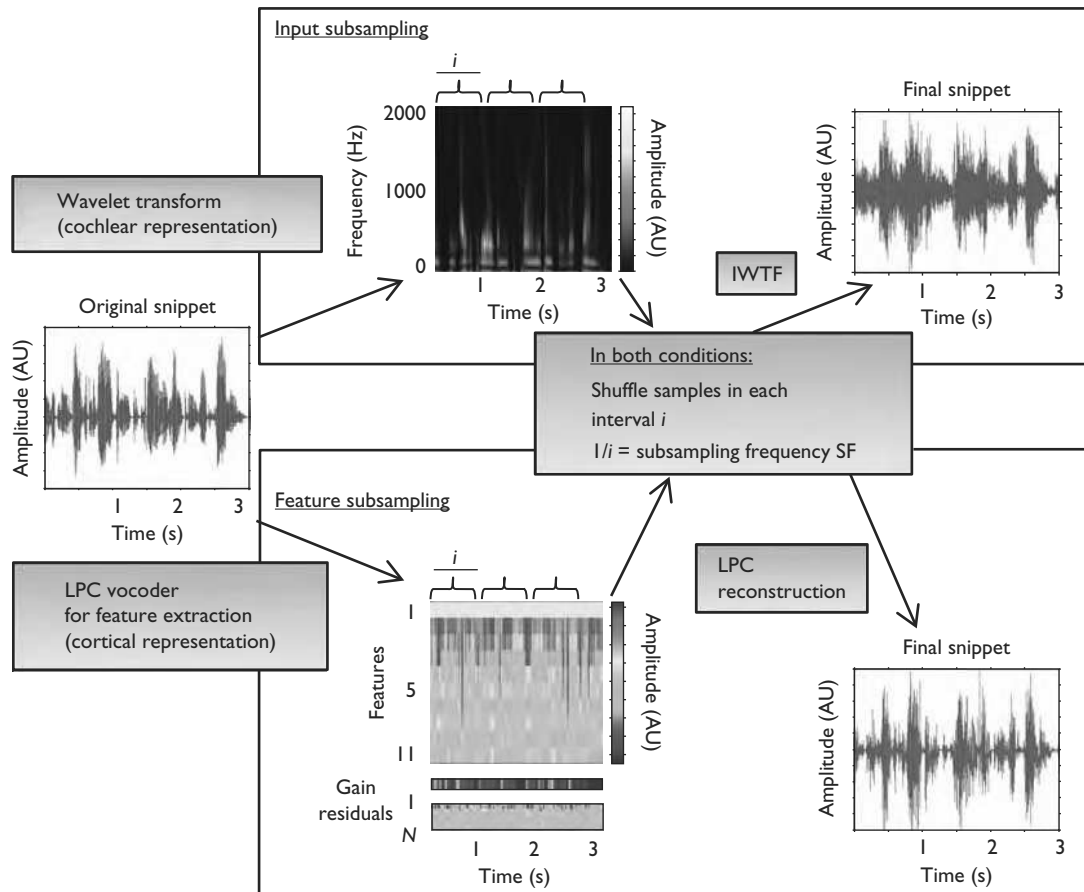 Input subsampling
i
2000
1000
0
Frequency (Hz)
1
2
3
Time (s)
Amplitude (AU)
Wavelet transform
(cochlear representation)
Original snippet
Amplitude (AU)
1
2
3
Time (s)
IWTF
Final snippet
Amplitude (AU)
1
2
3
Time (s)
In both conditions:
Shuffle samples in each
interval i
1/i = subsampling frequency SF
Feature subsampling
LPC vocoder
for feature extraction
(cortical representation)
i
1
5
11
Features
Amplitude (AU)
Gain
residuals
1
N
1
2
3
Time (s)
LPC
reconstruction
Final snippet
Amplitude (AU)
1
2
3
Time (s)